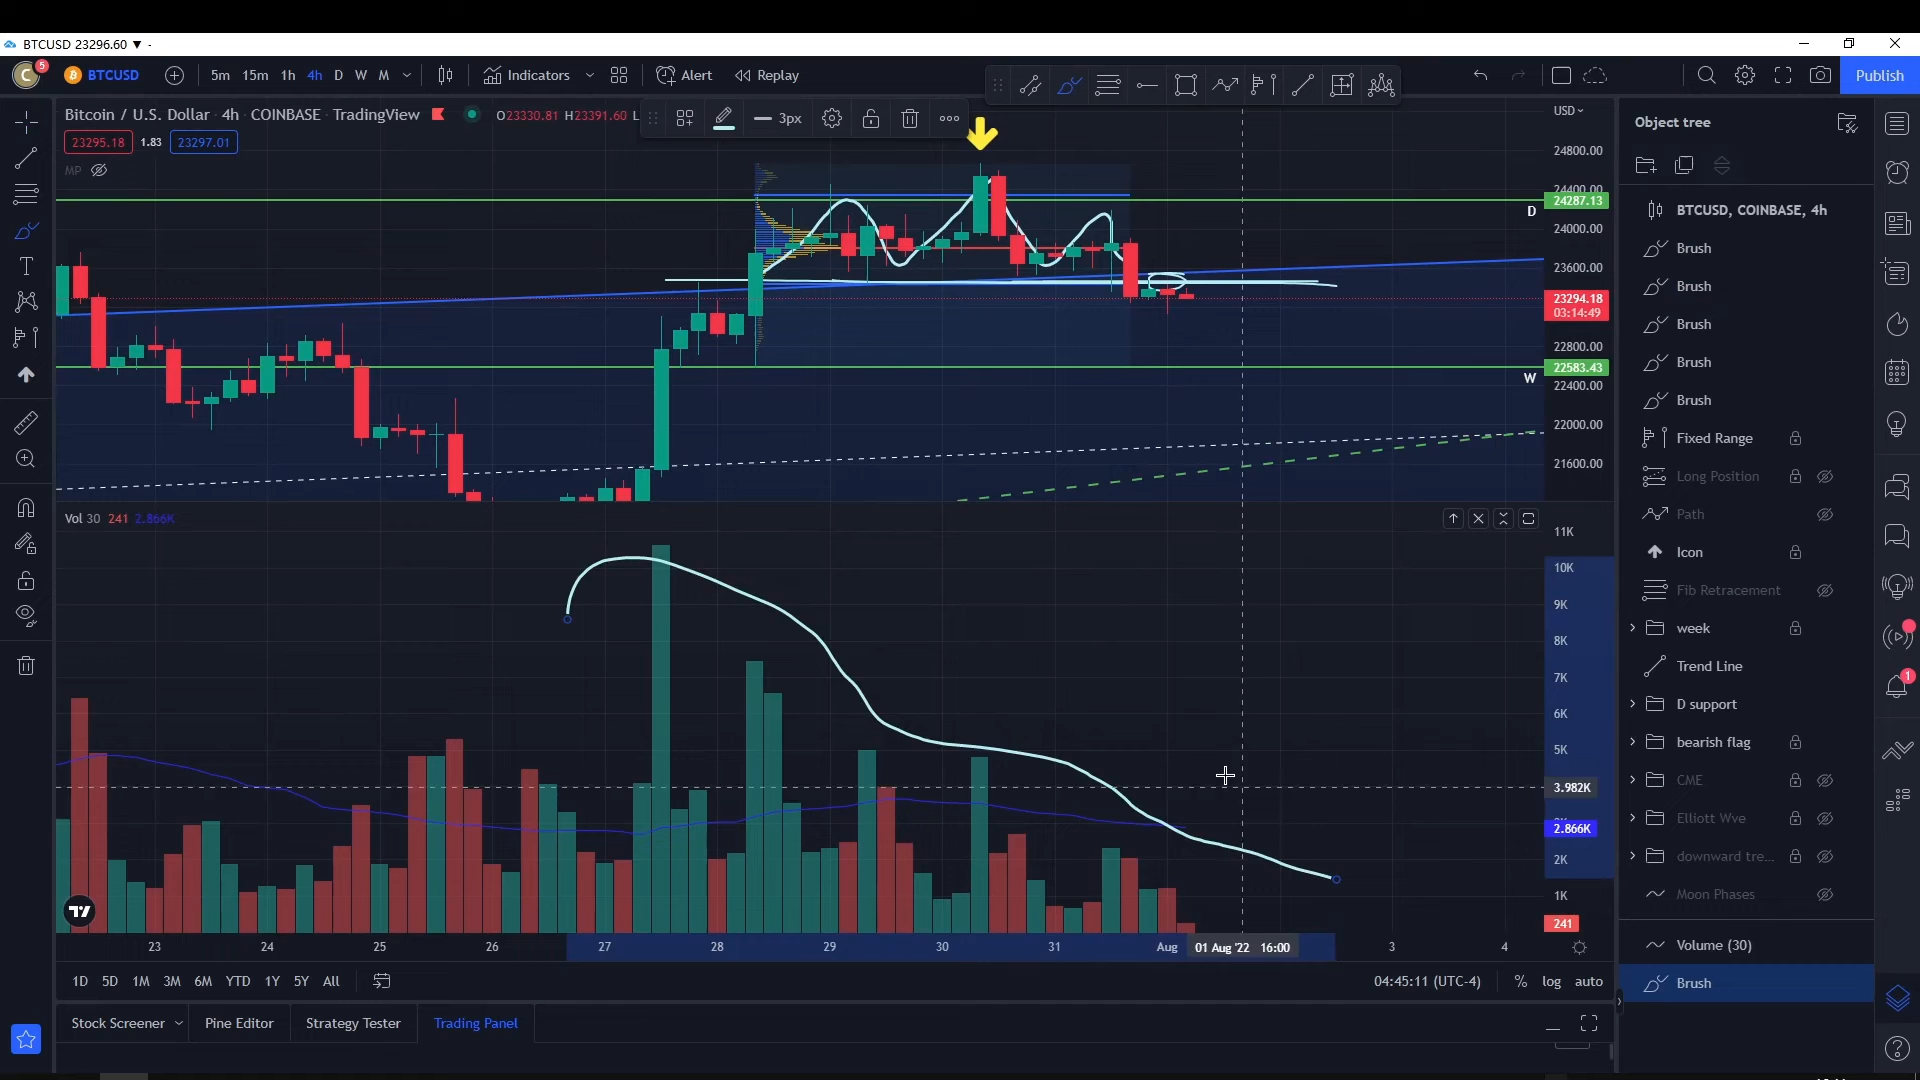 BTCUSD 23296.60 ▼ -
C 5 BTCUSD 5m 15m 1h 4h D W M Indicators Alert Replay Publish
Bitcoin / U.S. Dollar · 4h · COINBASE · TradingView O23330.81 H23391.60 L 3px USD
23295.18 1.83 23297.01
MP
24800.00
24400.00
24287.13
D
24000.00
23600.00
23294.18
03:14:49
22800.00
22583.43
W
22400.00
22000.00
21600.00
Vol 30 241 2.866K
11K
10K
9K
8K
7K
6K
5K
3.982K
2.866K
2K
1K
241
23 24 25 26 27 28 29 30 31 Aug 01 Aug '22 16:00 3 4
1D 5D 1M 3M 6M YTD 1Y 5Y All 04:45:11 (UTC-4) % log auto
Stock Screener Pine Editor Strategy Tester Trading Panel
Object tree
BTCUSD, COINBASE, 4h
Brush
Brush
Brush
Brush
Brush
Fixed Range
Long Position
Path
Icon
Fib Retracement
week
Trend Line
D support
bearish flag
CME
Elliott Wve
downward tre...
Moon Phases
Volume (30)
Brush
1